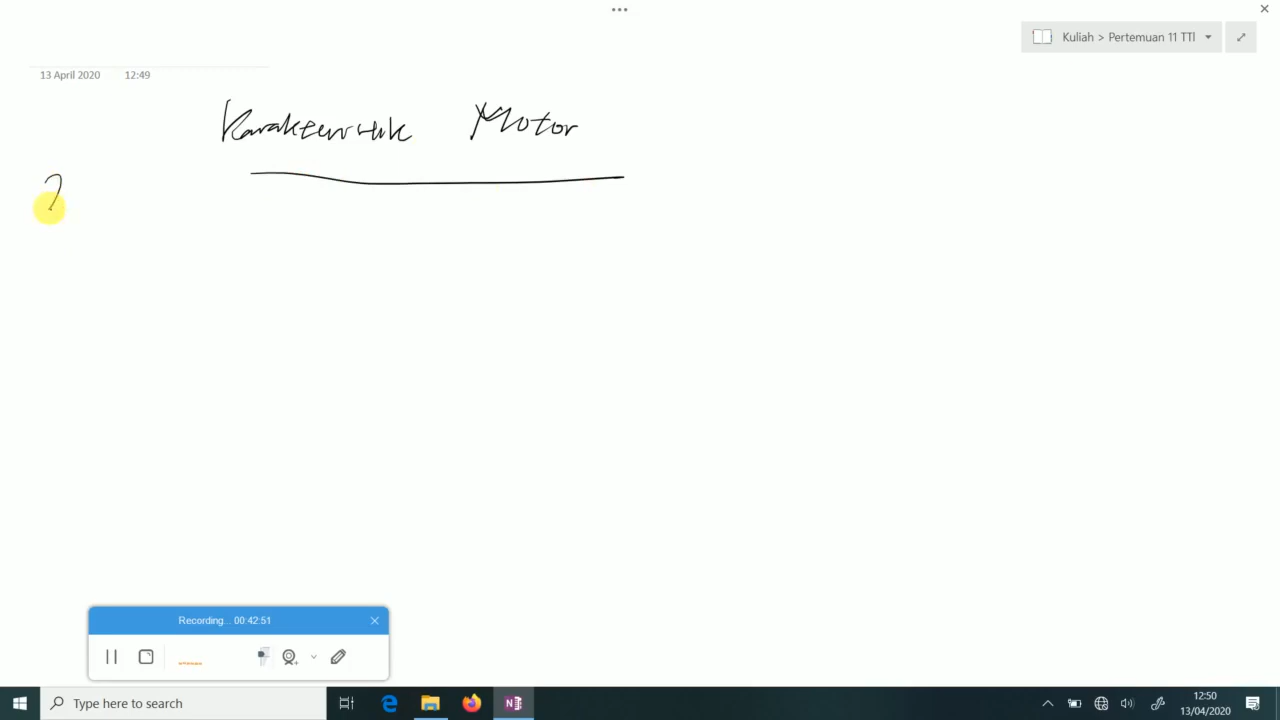 Kuliah > Pertemuan 11 TTI
13 April 2020 12:49
Karakteristik Motor
Recording... 00:42:51
Type here to search
12:50
13/04/2020